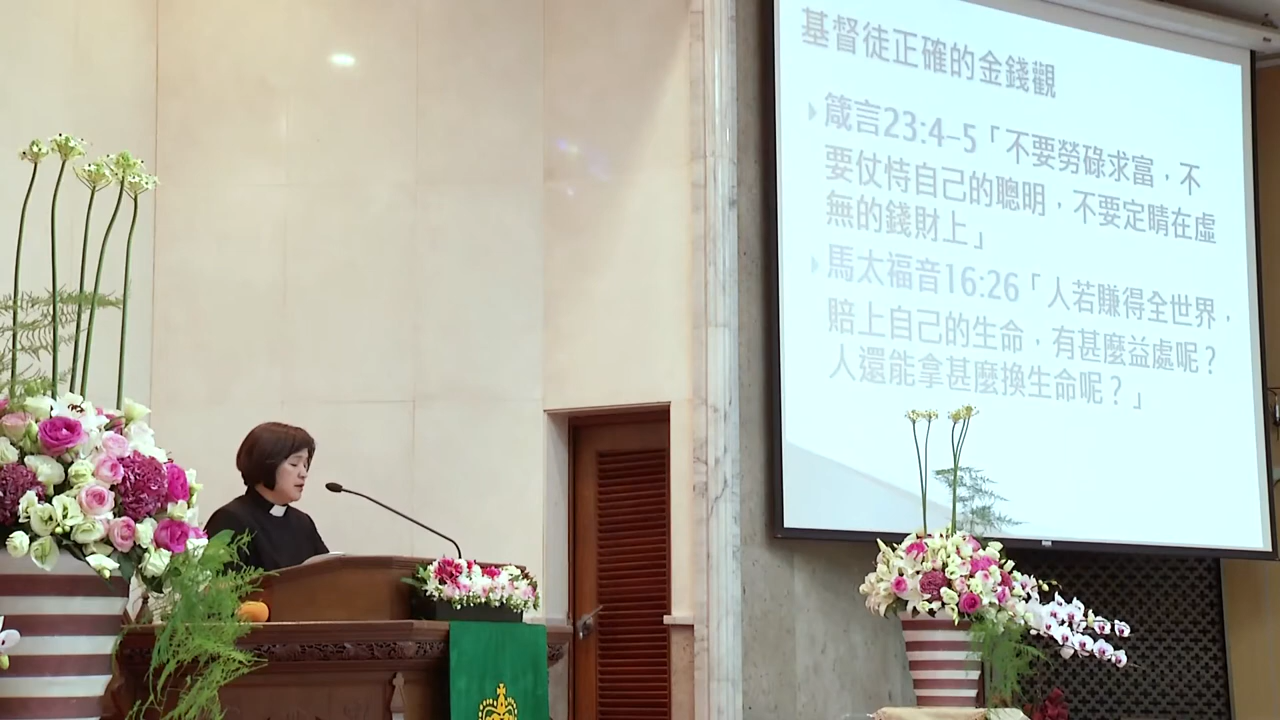 基督徒正確的金錢觀
箴言23:4-5「不要勞碌求富，不
要仗恃自己的聰明，不要定睛在虛
無的錢財上」
馬太福音16:26「人若賺得全世界，
賠上自己的生命，有甚麼益處呢？
人還能拿甚麼換生命呢？」